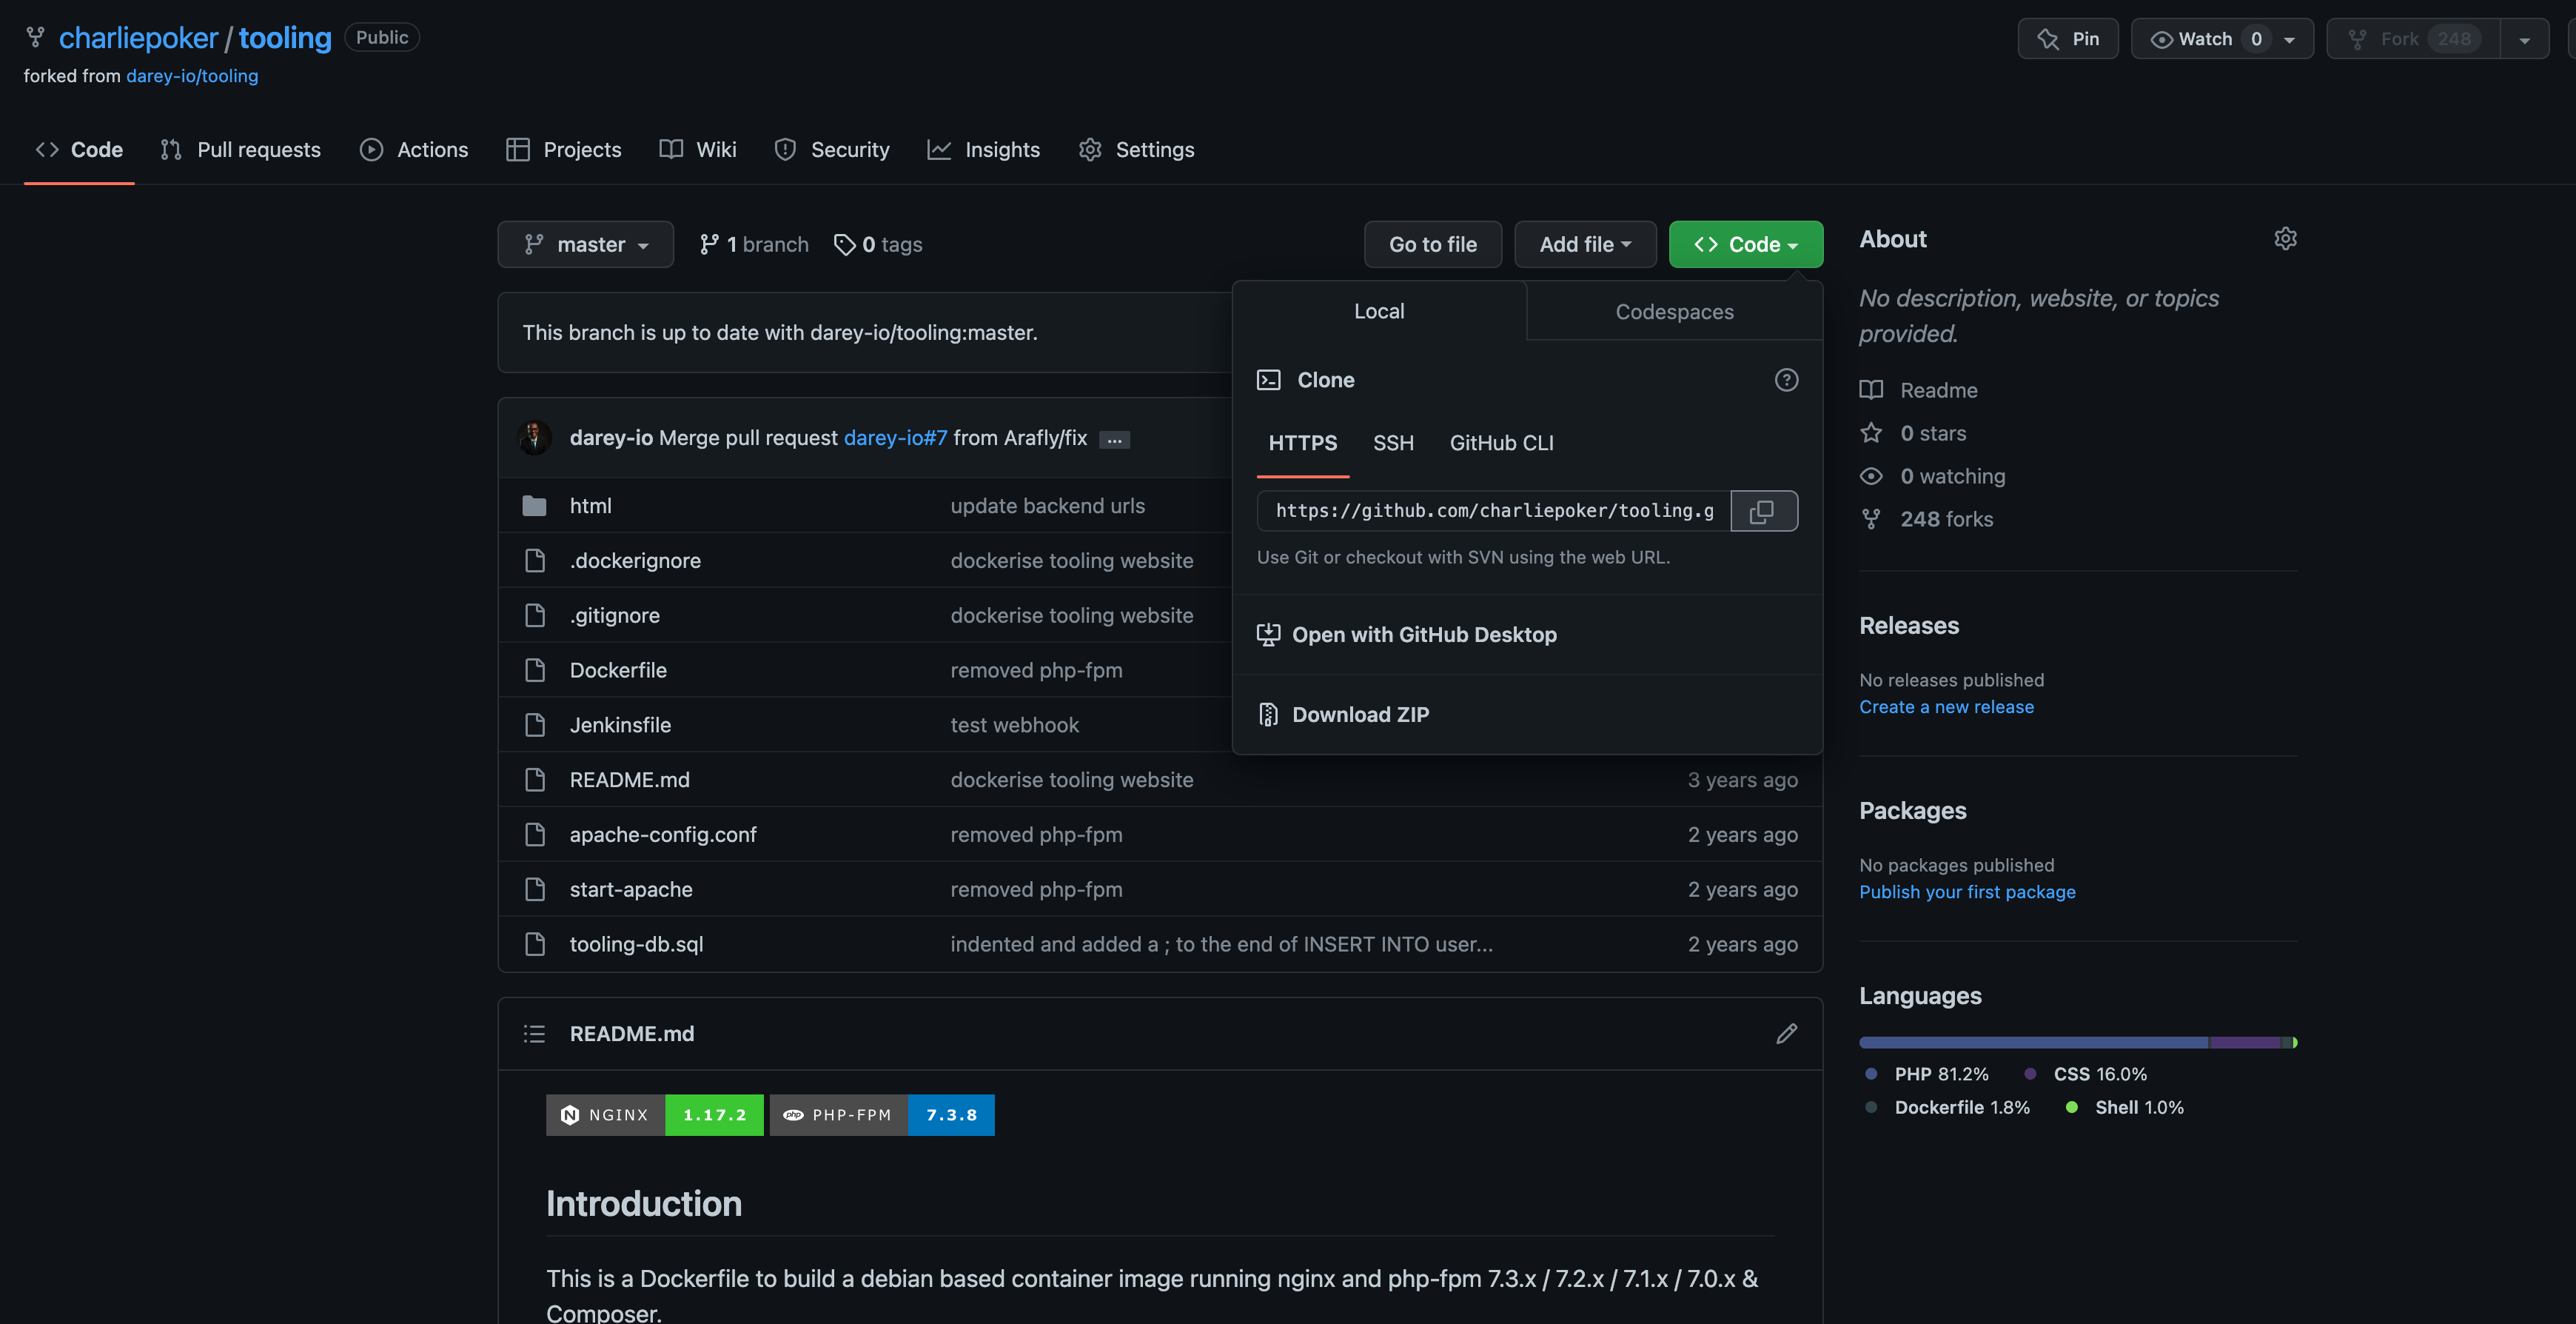 charliepoker / tooling Public
forked from darey-io/tooling
Pin
Watch 0
Fork 248
Code
Pull requests
Actions
Projects
Wiki
Security
Insights
Settings
master
1 branch
0 tags
Go to file
Add file
Code
This branch is up to date with darey-io/tooling:master.
darey-io Merge pull request darey-io#7 from Arafly/fix ...
html update backend urls
.dockerignore dockerise tooling website
.gitignore dockerise tooling website
Dockerfile removed php-fpm
Jenkinsfile test webhook
README.md dockerise tooling website 3 years ago
apache-config.conf removed php-fpm 2 years ago
start-apache removed php-fpm 2 years ago
tooling-db.sql indented and added a ; to the end of INSERT INTO user... 2 years ago
Local
Codespaces
Clone
HTTPS SSH GitHub CLI
https://github.com/charliepoker/tooling.g
Use Git or checkout with SVN using the web URL.
Open with GitHub Desktop
Download ZIP
README.md
NGINX 1.17.2 php PHP-FPM 7.3.8
Introduction
This is a Dockerfile to build a debian based container image running nginx and php-fpm 7.3.x / 7.2.x / 7.1.x / 7.0.x &
Composer.
About
No description, website, or topics
provided.
Readme
0 stars
0 watching
248 forks
Releases
No releases published
Create a new release
Packages
No packages published
Publish your first package
Languages
PHP 81.2% CSS 16.0%
Dockerfile 1.8% Shell 1.0%